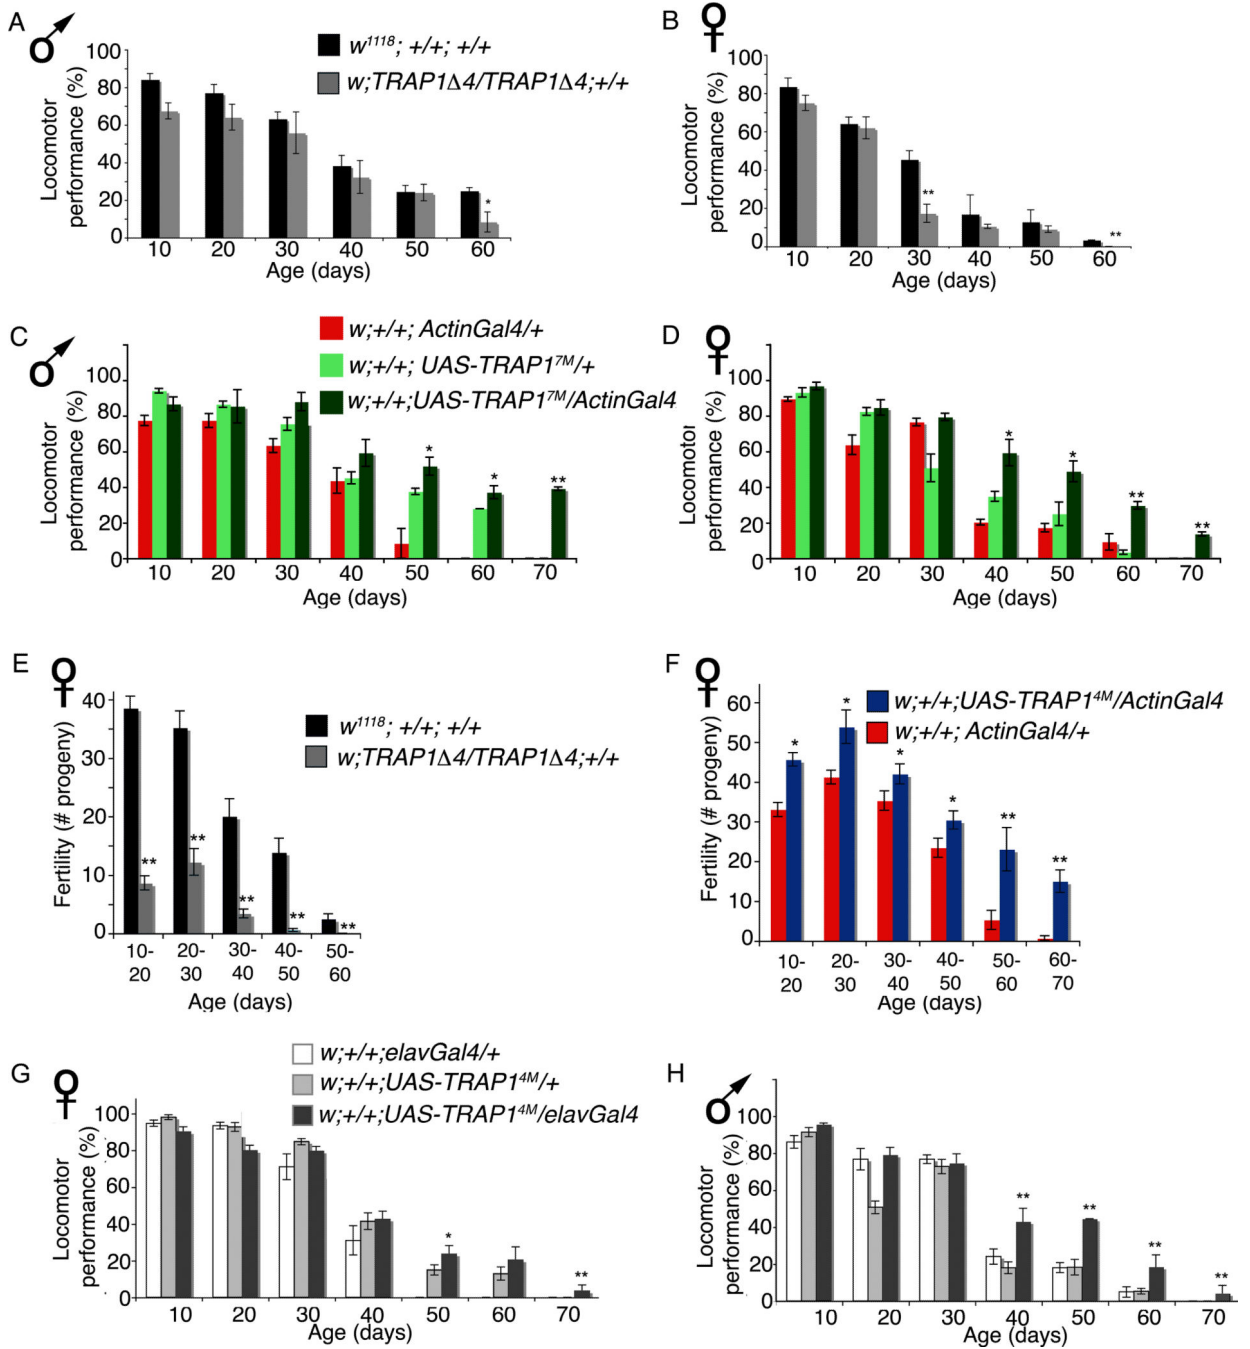 A ♂
w¹¹¹⁸; +/+; +/+
w;TRAP1Δ4/TRAP1Δ4;+/+
Locomotor
performance (%)
100
80
60
40
20
0
10 20 30 40 50 60
*
Age (days)
B ♀
Locomotor
performance (%)
100
80
60
40
20
0
**
**
10 20 30 40 50 60
Age (days)
C ♂
w;+/+; ActinGal4/+
w;+/+; UAS-TRAP1⁷ᴹ/+
w;+/+;UAS-TRAP1⁷ᴹ/ActinGal4
Locomotor
performance (%)
100
80
60
40
20
0
* * **
10 20 30 40 50 60 70
Age (days)
D ♀
Locomotor
performance (%)
100
80
60
40
20
0
* * ** **
10 20 30 40 50 60 70
Age (days)
E ♀
w¹¹¹⁸; +/+; +/+
w;TRAP1Δ4/TRAP1Δ4;+/+
Fertility (# progeny)
40
30
20
10
0
** ** ** ** **
10- 20- 30- 40- 50-
20 30 40 50 60
Age (days)
F ♀
w;+/+;UAS-TRAP1⁴ᴹ/ActinGal4
w;+/+; ActinGal4/+
Fertility (# progeny)
60
50
40
30
20
10
0
* * * * ** **
10- 20- 30- 40- 50- 60-
20 30 40 50 60 70
Age (days)
G ♀
w;+/+;elavGal4/+
w;+/+;UAS-TRAP1⁴ᴹ/+
w;+/+;UAS-TRAP1⁴ᴹ/elavGal4
Locomotor
performance (%)
100
80
60
40
20
0
* **
10 20 30 40 50 60 70
Age (days)
H ♂
Locomotor
performance (%)
100
80
60
40
20
0
** ** ** **
10 20 30 40 50 60 70
Age (days)